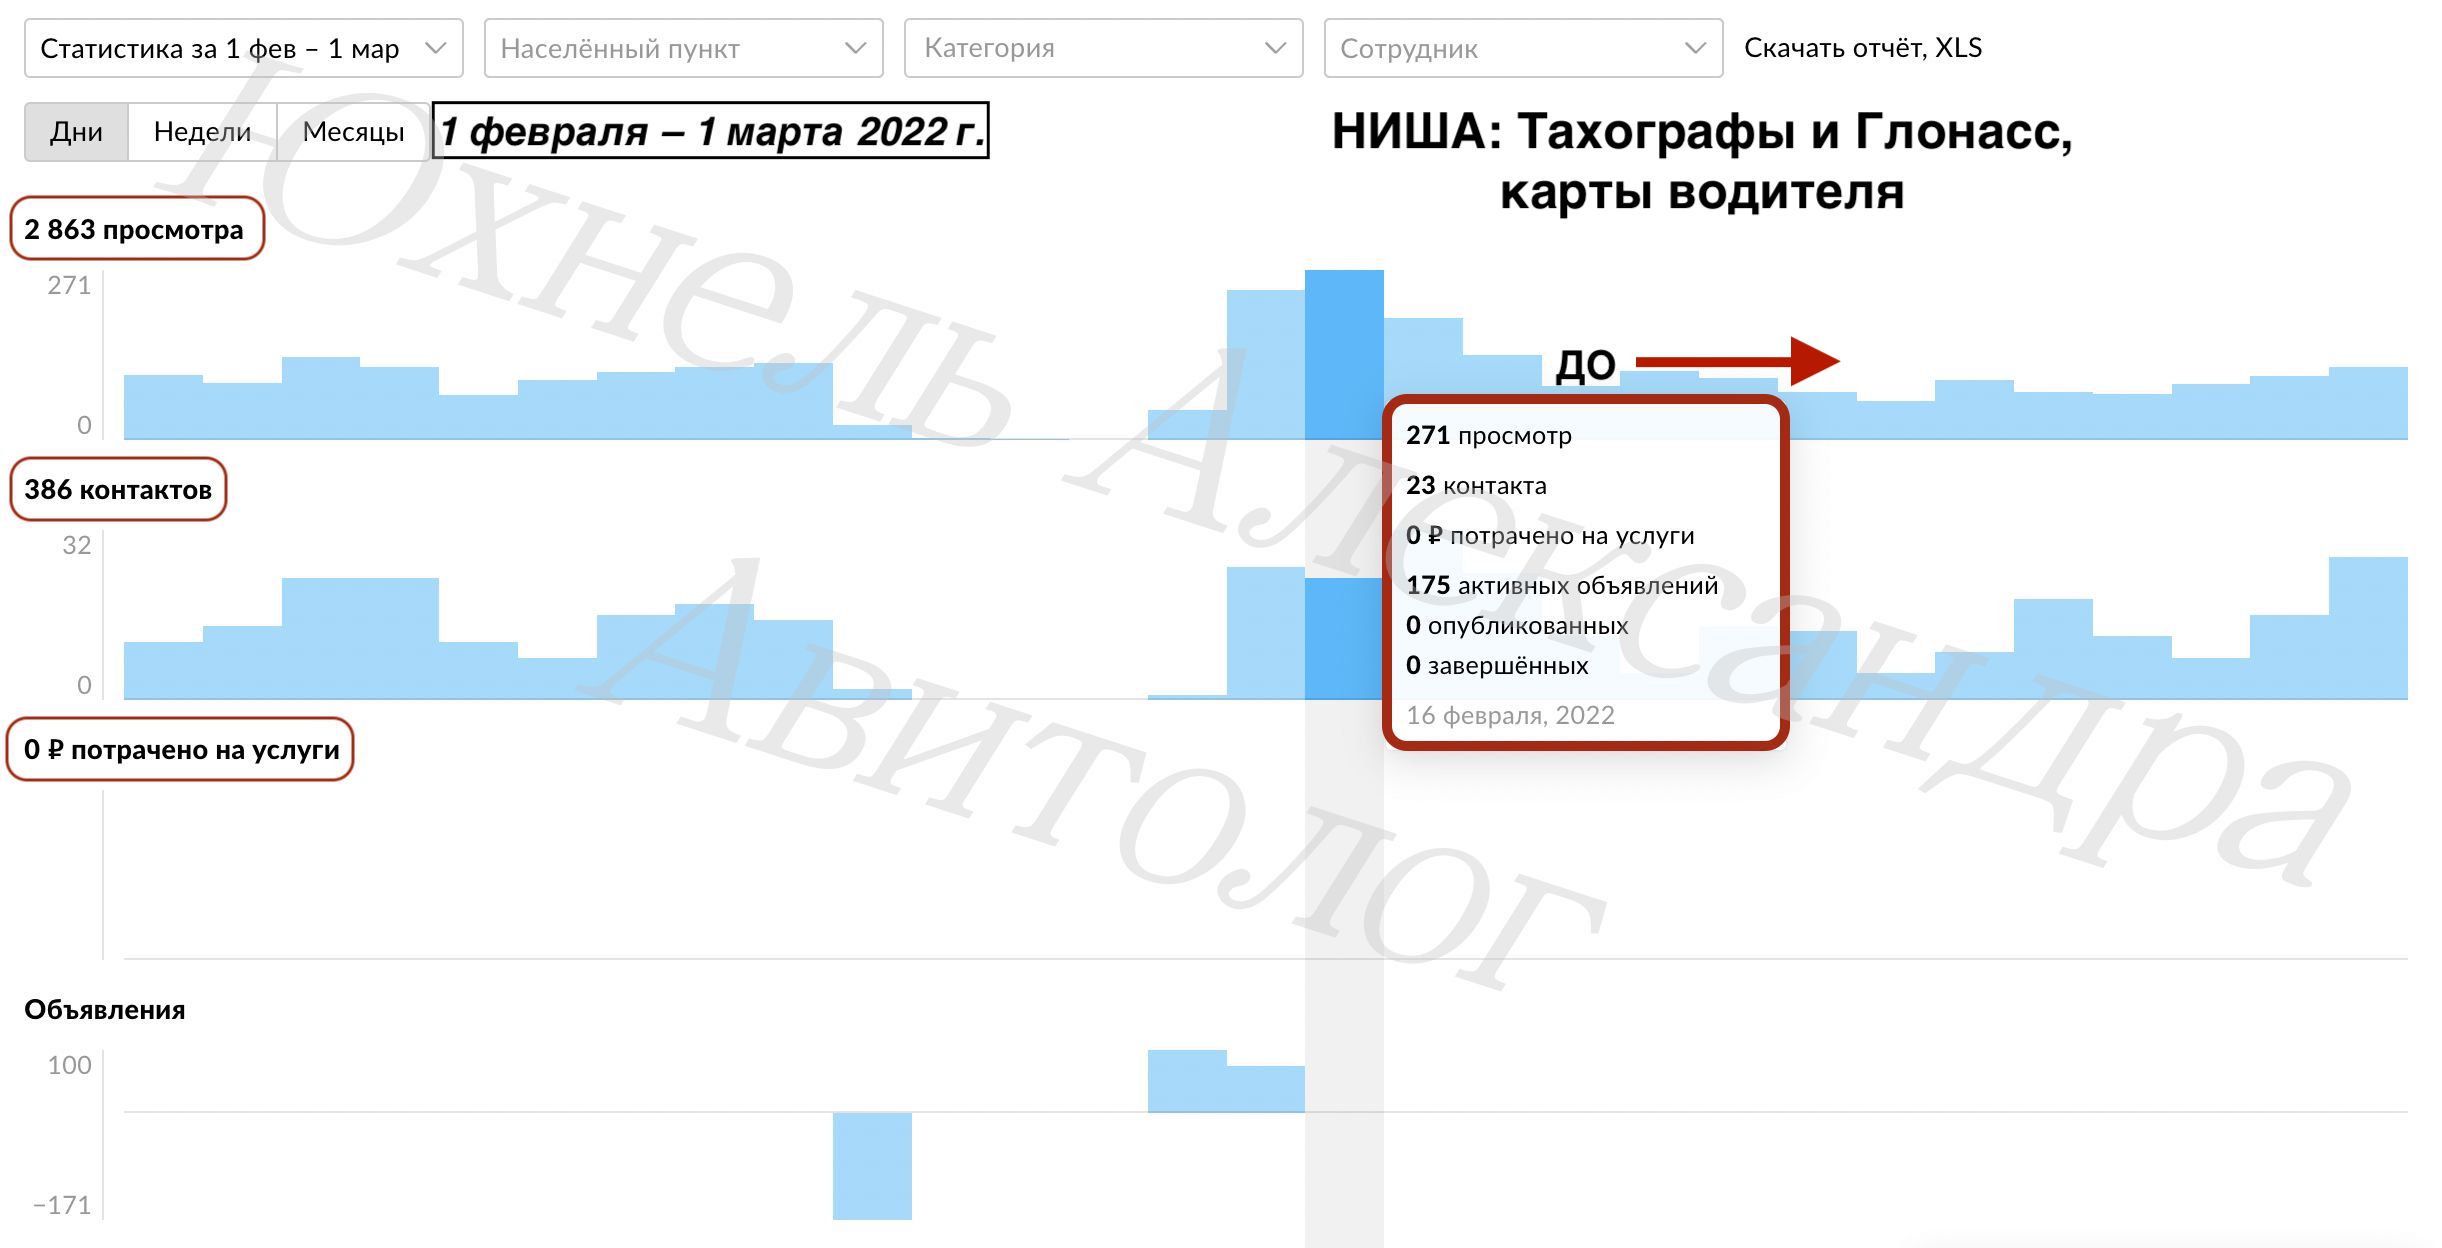 Статистика за 1 фев – 1 мар
Населённый пункт
Категория
Сотрудник
Скачать отчёт, XLS
Дни
Недели
Месяцы
1 февраля – 1 марта 2022 г.
НИША: Тахографы и Глонасс,
карты водителя
2 863 просмотра
271
0
ДО
386 контактов
32
0
271 просмотр
23 контакта
0 ₽ потрачено на услуги
175 активных объявлений
0 опубликованных
0 завершённых
16 февраля, 2022
0 ₽ потрачено на услуги
Объявления
100
−171
Юхнель Александра
Авитолог